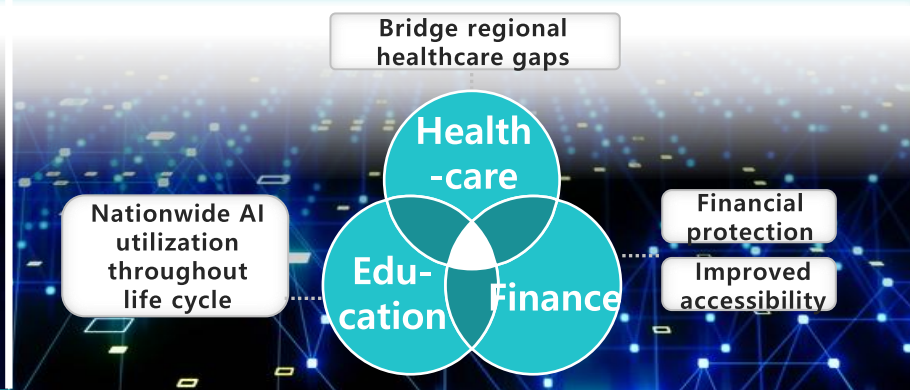 Bridge regional
healthcare gaps
Health
-care
Nationwide AI
utilization
throughout
life cycle
Edu-
cation
Finance
Financial
protection
Improved
accessibility